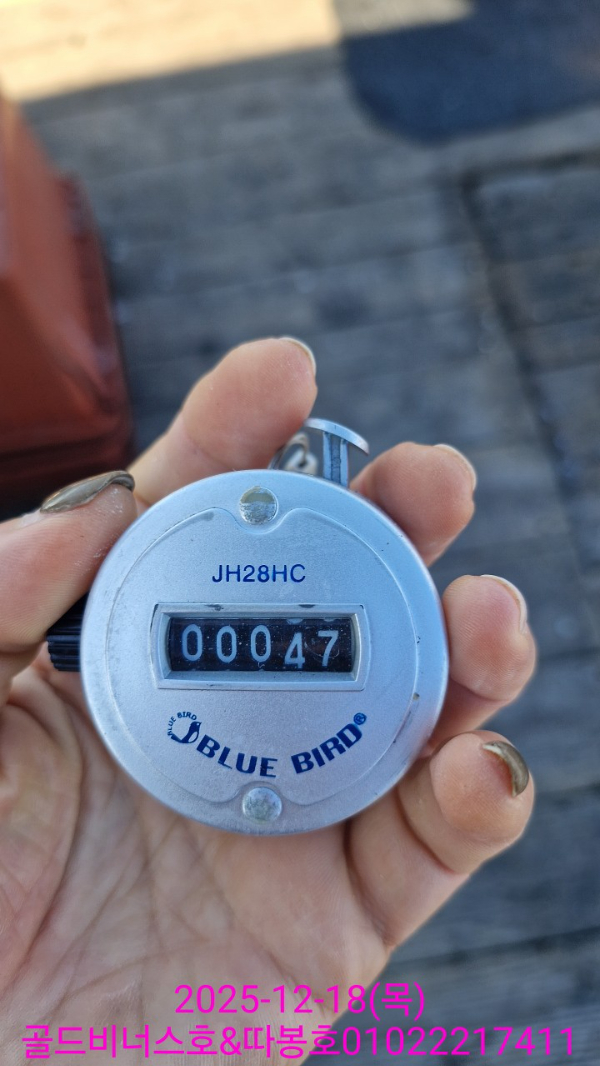 JH28HC
00047
BLUE BIRD
BLUE BIRD®
2025-12-18(목)
골드비너스호&따봉호01022217411